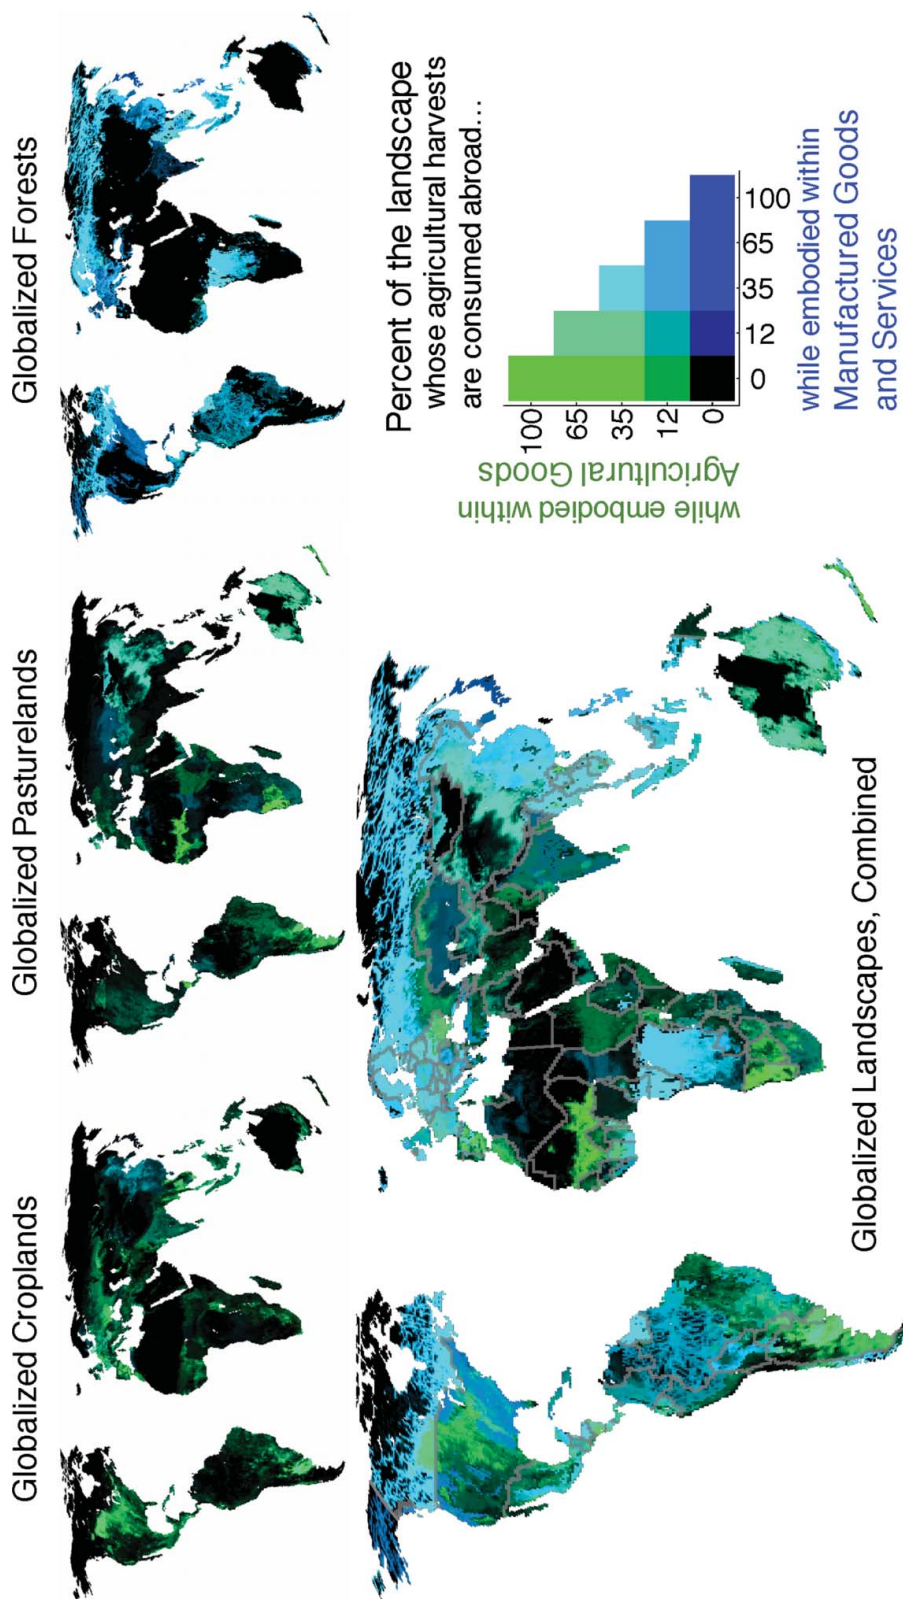 Globalized Croplands
Globalized Pasturelands
Globalized Forests
Globalized Landscapes, Combined
Percent of the landscape
whose agricultural harvests
are consumed abroad...
while embodied within
Agricultural Goods
100
65
35
12
0
0
12
35
65
100
while embodied within
Manufactured Goods
and Services